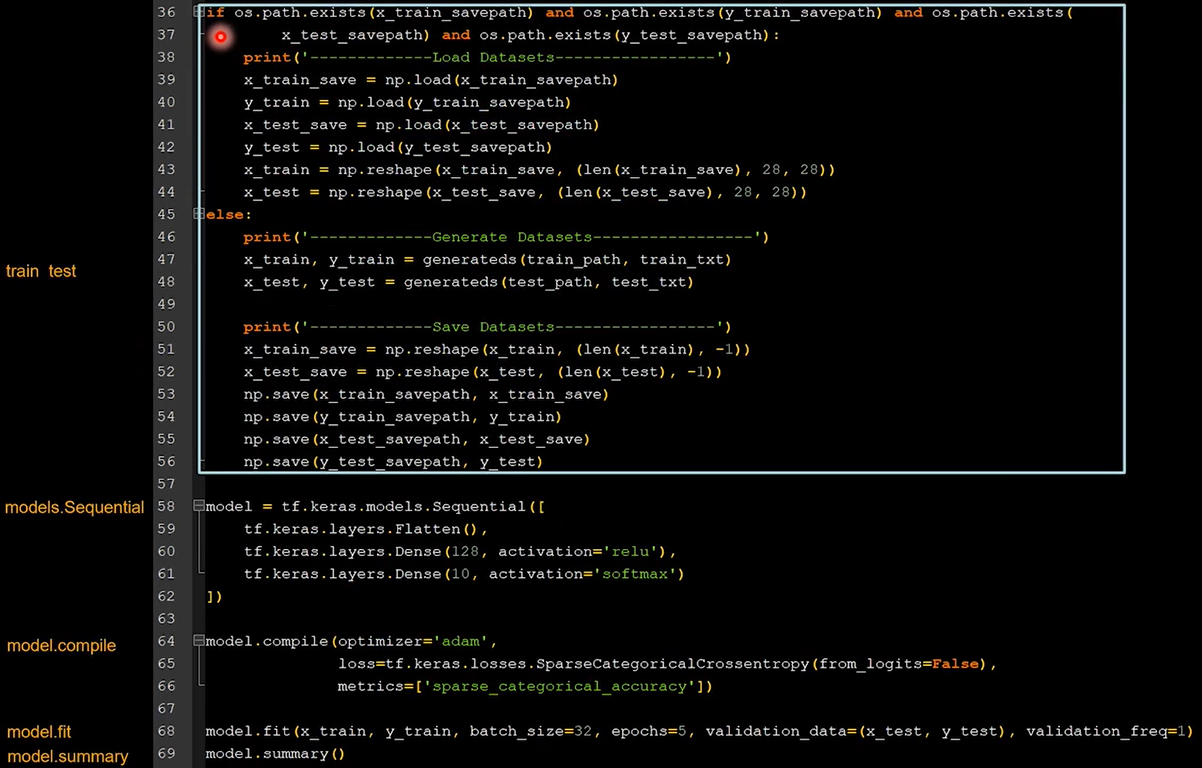 36 if os.path.exists(x_train_savepath) and os.path.exists(y_train_savepath) and os.path.exists(
37 x_test_savepath) and os.path.exists(y_test_savepath):
38 print('-------------Load Datasets-----------------')
39 x_train_save = np.load(x_train_savepath)
40 y_train = np.load(y_train_savepath)
41 x_test_save = np.load(x_test_savepath)
42 y_test = np.load(y_test_savepath)
43 x_train = np.reshape(x_train_save, (len(x_train_save), 28, 28))
44 x_test = np.reshape(x_test_save, (len(x_test_save), 28, 28))
45 else:
46 print('-------------Generate Datasets-----------------')
47 x_train, y_train = generateds(train_path, train_txt)
train test
48 x_test, y_test = generateds(test_path, test_txt)
49
50 print('-------------Save Datasets-----------------')
51 x_train_save = np.reshape(x_train, (len(x_train), -1))
52 x_test_save = np.reshape(x_test, (len(x_test), -1))
53 np.save(x_train_savepath, x_train_save)
54 np.save(y_train_savepath, y_train)
55 np.save(x_test_savepath, x_test_save)
56 np.save(y_test_savepath, y_test)
57
models.Sequential 58 model = tf.keras.models.Sequential([
59 tf.keras.layers.Flatten(),
60 tf.keras.layers.Dense(128, activation='relu'),
61 tf.keras.layers.Dense(10, activation='softmax')
62 ])
63
model.compile 64 model.compile(optimizer='adam',
65 loss=tf.keras.losses.SparseCategoricalCrossentropy(from_logits=False),
66 metrics=['sparse_categorical_accuracy'])
67
model.fit 68 model.fit(x_train, y_train, batch_size=32, epochs=5, validation_data=(x_test, y_test), validation_freq=1)
model.summary 69 model.summary()